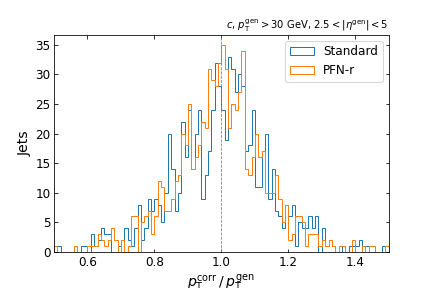 c, p_T^gen > 30 GeV, 2.5 < |η^gen| < 5
Standard
PFN-r
Jets
35
30
25
20
15
10
5
0
0.6 0.8 1.0 1.2 1.4
p_T^corr / p_T^gen